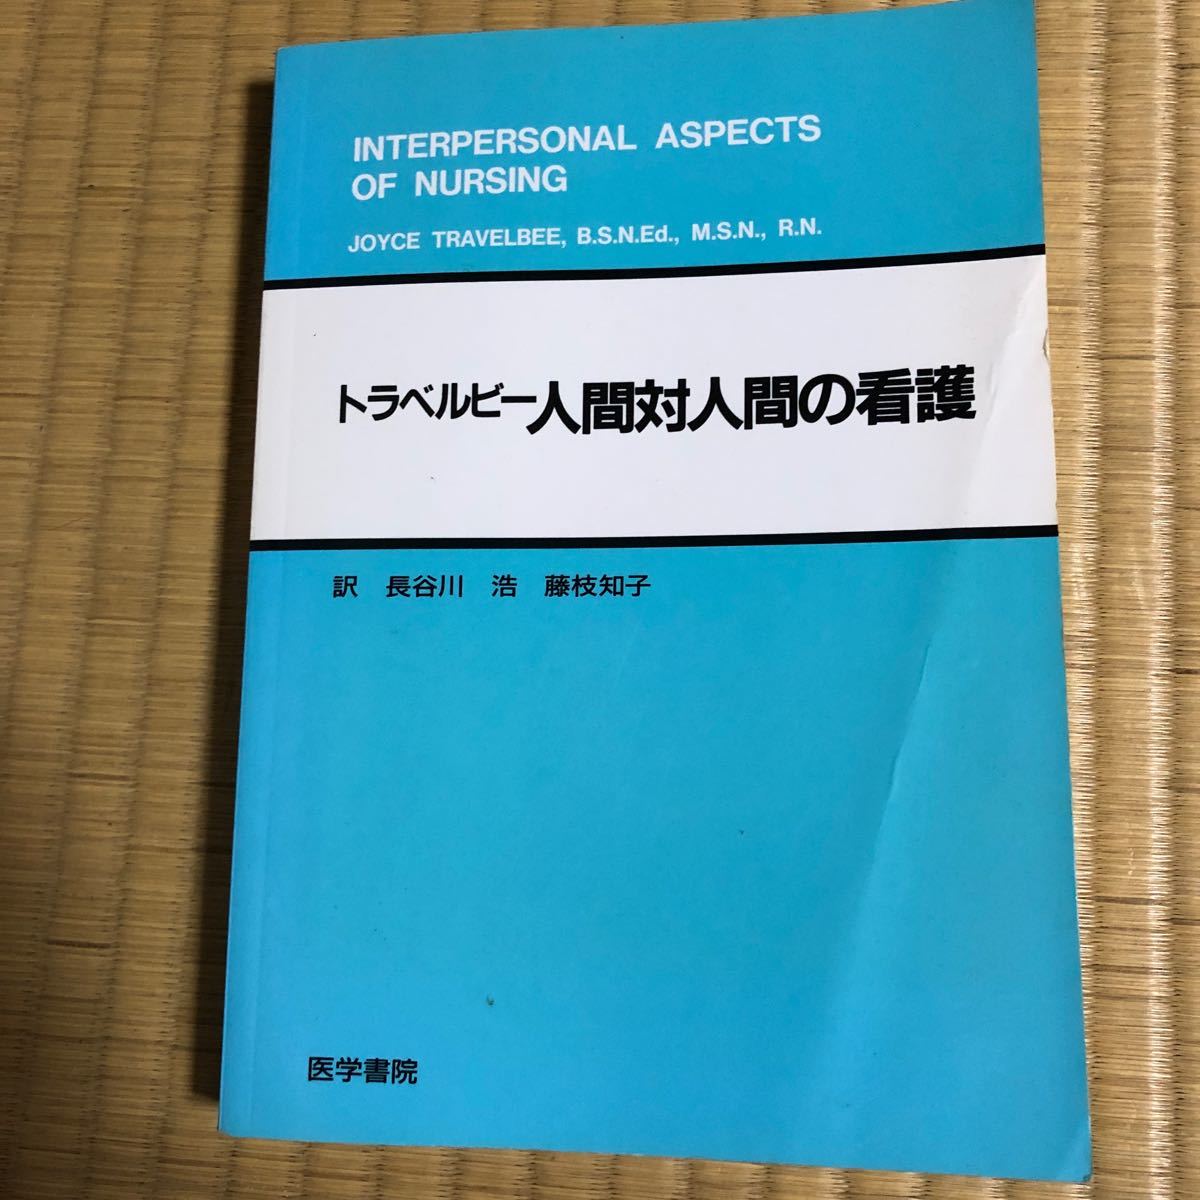 INTERPERSONAL ASPECTS
OF NURSING
JOYCE TRAVELBEE, B.S.N.Ed., M.S.N., R.N.
トラベルビー人間対人間の看護
訳 長谷川 浩 藤枝知子
医学書院